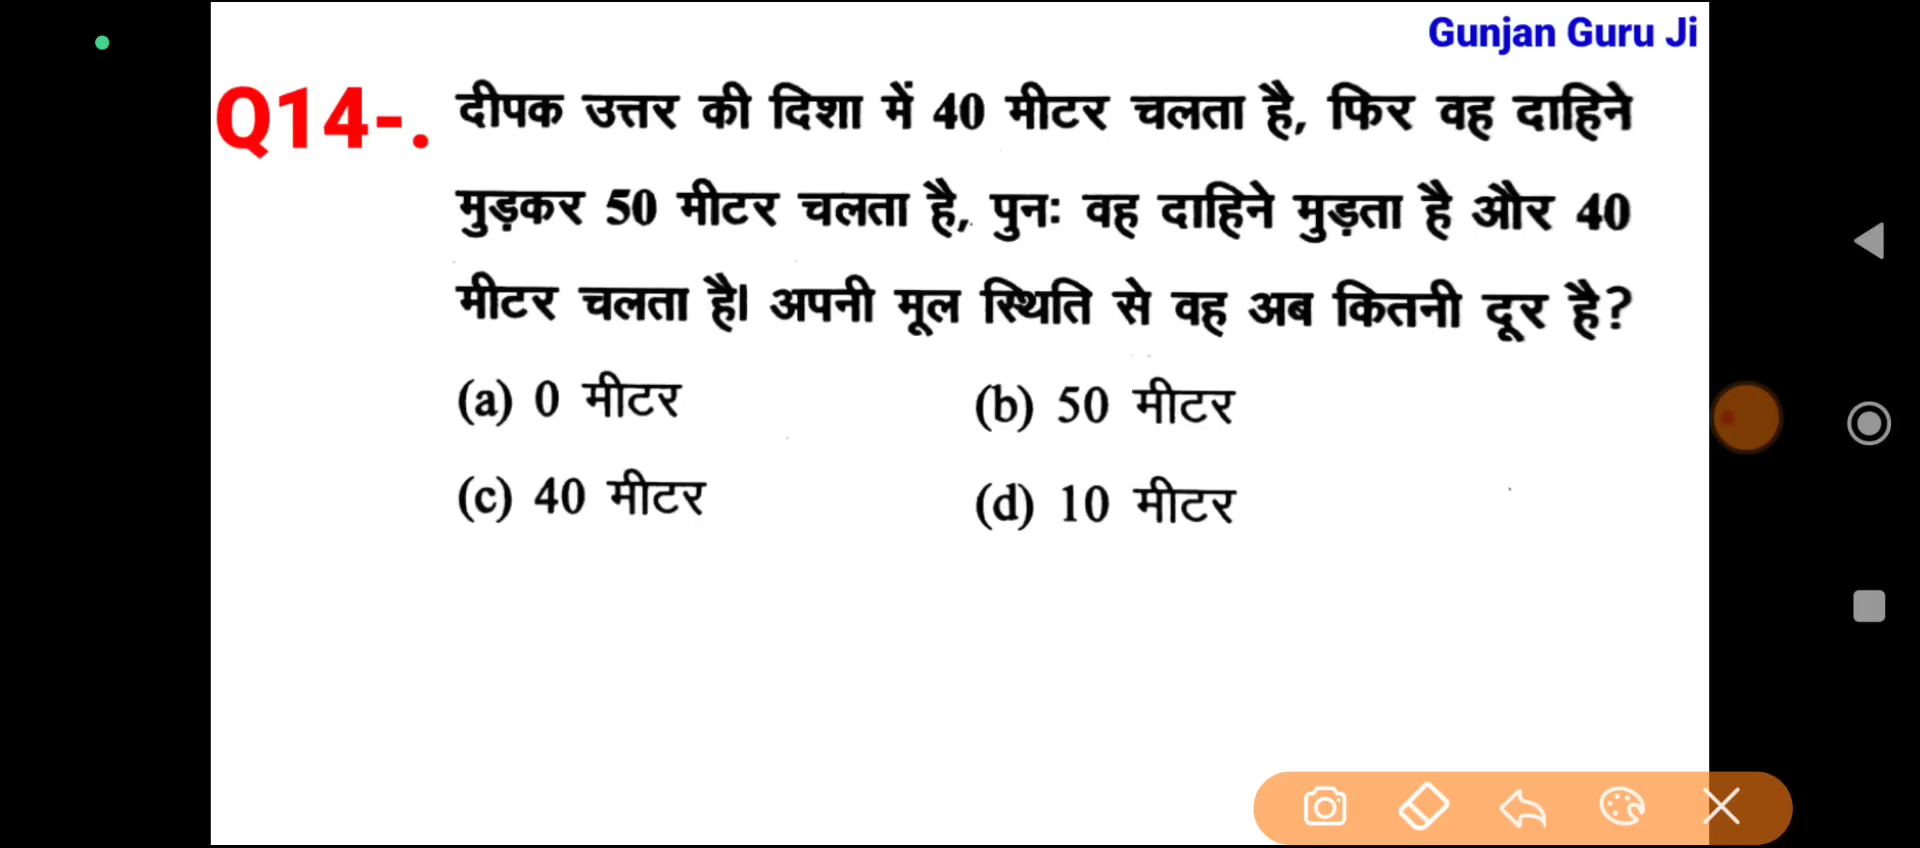 Gunjan Guru Ji
Q14-. दीपक उत्तर की दिशा में 40 मीटर चलता है, फिर वह दाहिने
मुड़कर 50 मीटर चलता है, पुनः वह दाहिने मुड़ता है और 40
मीटर चलता है। अपनी मूल स्थिति से वह अब कितनी दूर है?
(a) 0 मीटर (b) 50 मीटर
(c) 40 मीटर (d) 10 मीटर